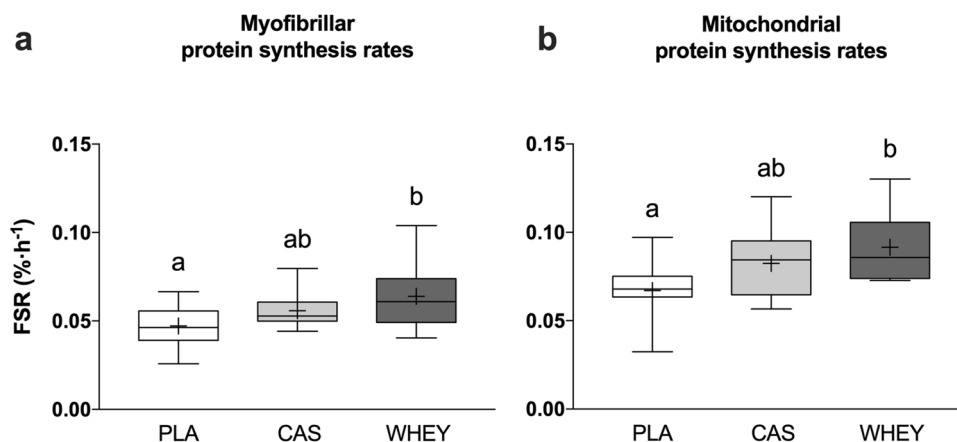 a
Myofibrillar
protein synthesis rates
FSR (%·h-1)
0.15
0.10
0.05
0.00
a
ab
b
PLA
CAS
WHEY
b
Mitochondrial
protein synthesis rates
0.15
0.10
0.05
0.00
a
ab
b
PLA
CAS
WHEY